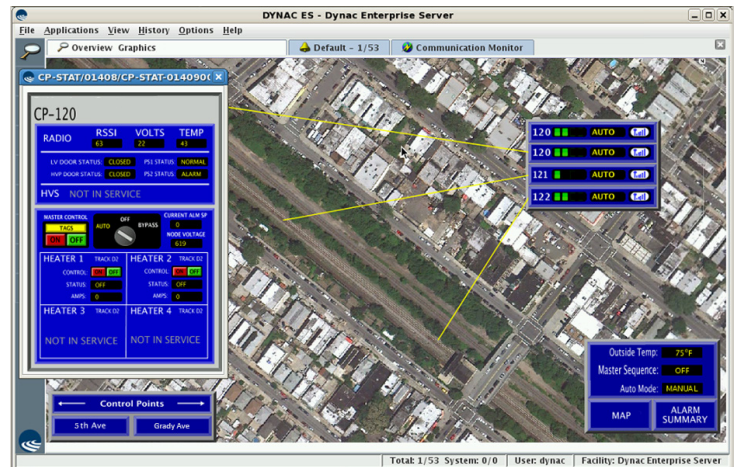 DYNAC ES - Dynac Enterprise Server
File Applications View History Options Help
Overview Graphics
Default - 1/53
Communication Monitor
CP-STAT/01408/CP-STAT-014090(
CP-120
RADIO RSSI VOLTS TEMP
63 22 43
LV DOOR STATUS: CLOSED PS1 STATUS: NORMAL
HVP DOOR STATUS: CLOSED PS2 STATUS: ALARM
HVS NOT IN SERVICE
MASTER CONTROL
TAGS
ON OFF
AUTO OFF BYPASS
CURRENT ALM SP
0
NODE VOLTAGE
619
HEATER 1 TRACK D2
CONTROL: ON OFF
STATUS: OFF
AMPS: 0
HEATER 2 TRACK D2
CONTROL: ON OFF
STATUS: OFF
AMPS: 0
HEATER 3 TRACK D2
NOT IN SERVICE
HEATER 4 TRACK D2
NOT IN SERVICE
120 AUTO
120 AUTO
121 AUTO
122 AUTO
Outside Temp: 75°F
Master Sequence: OFF
Auto Mode: MANUAL
MAP
ALARM
SUMMARY
Control Points
5th Ave
Grady Ave
Total: 1/53 System: 0/0 User: dynac Facility: Dynac Enterprise Server